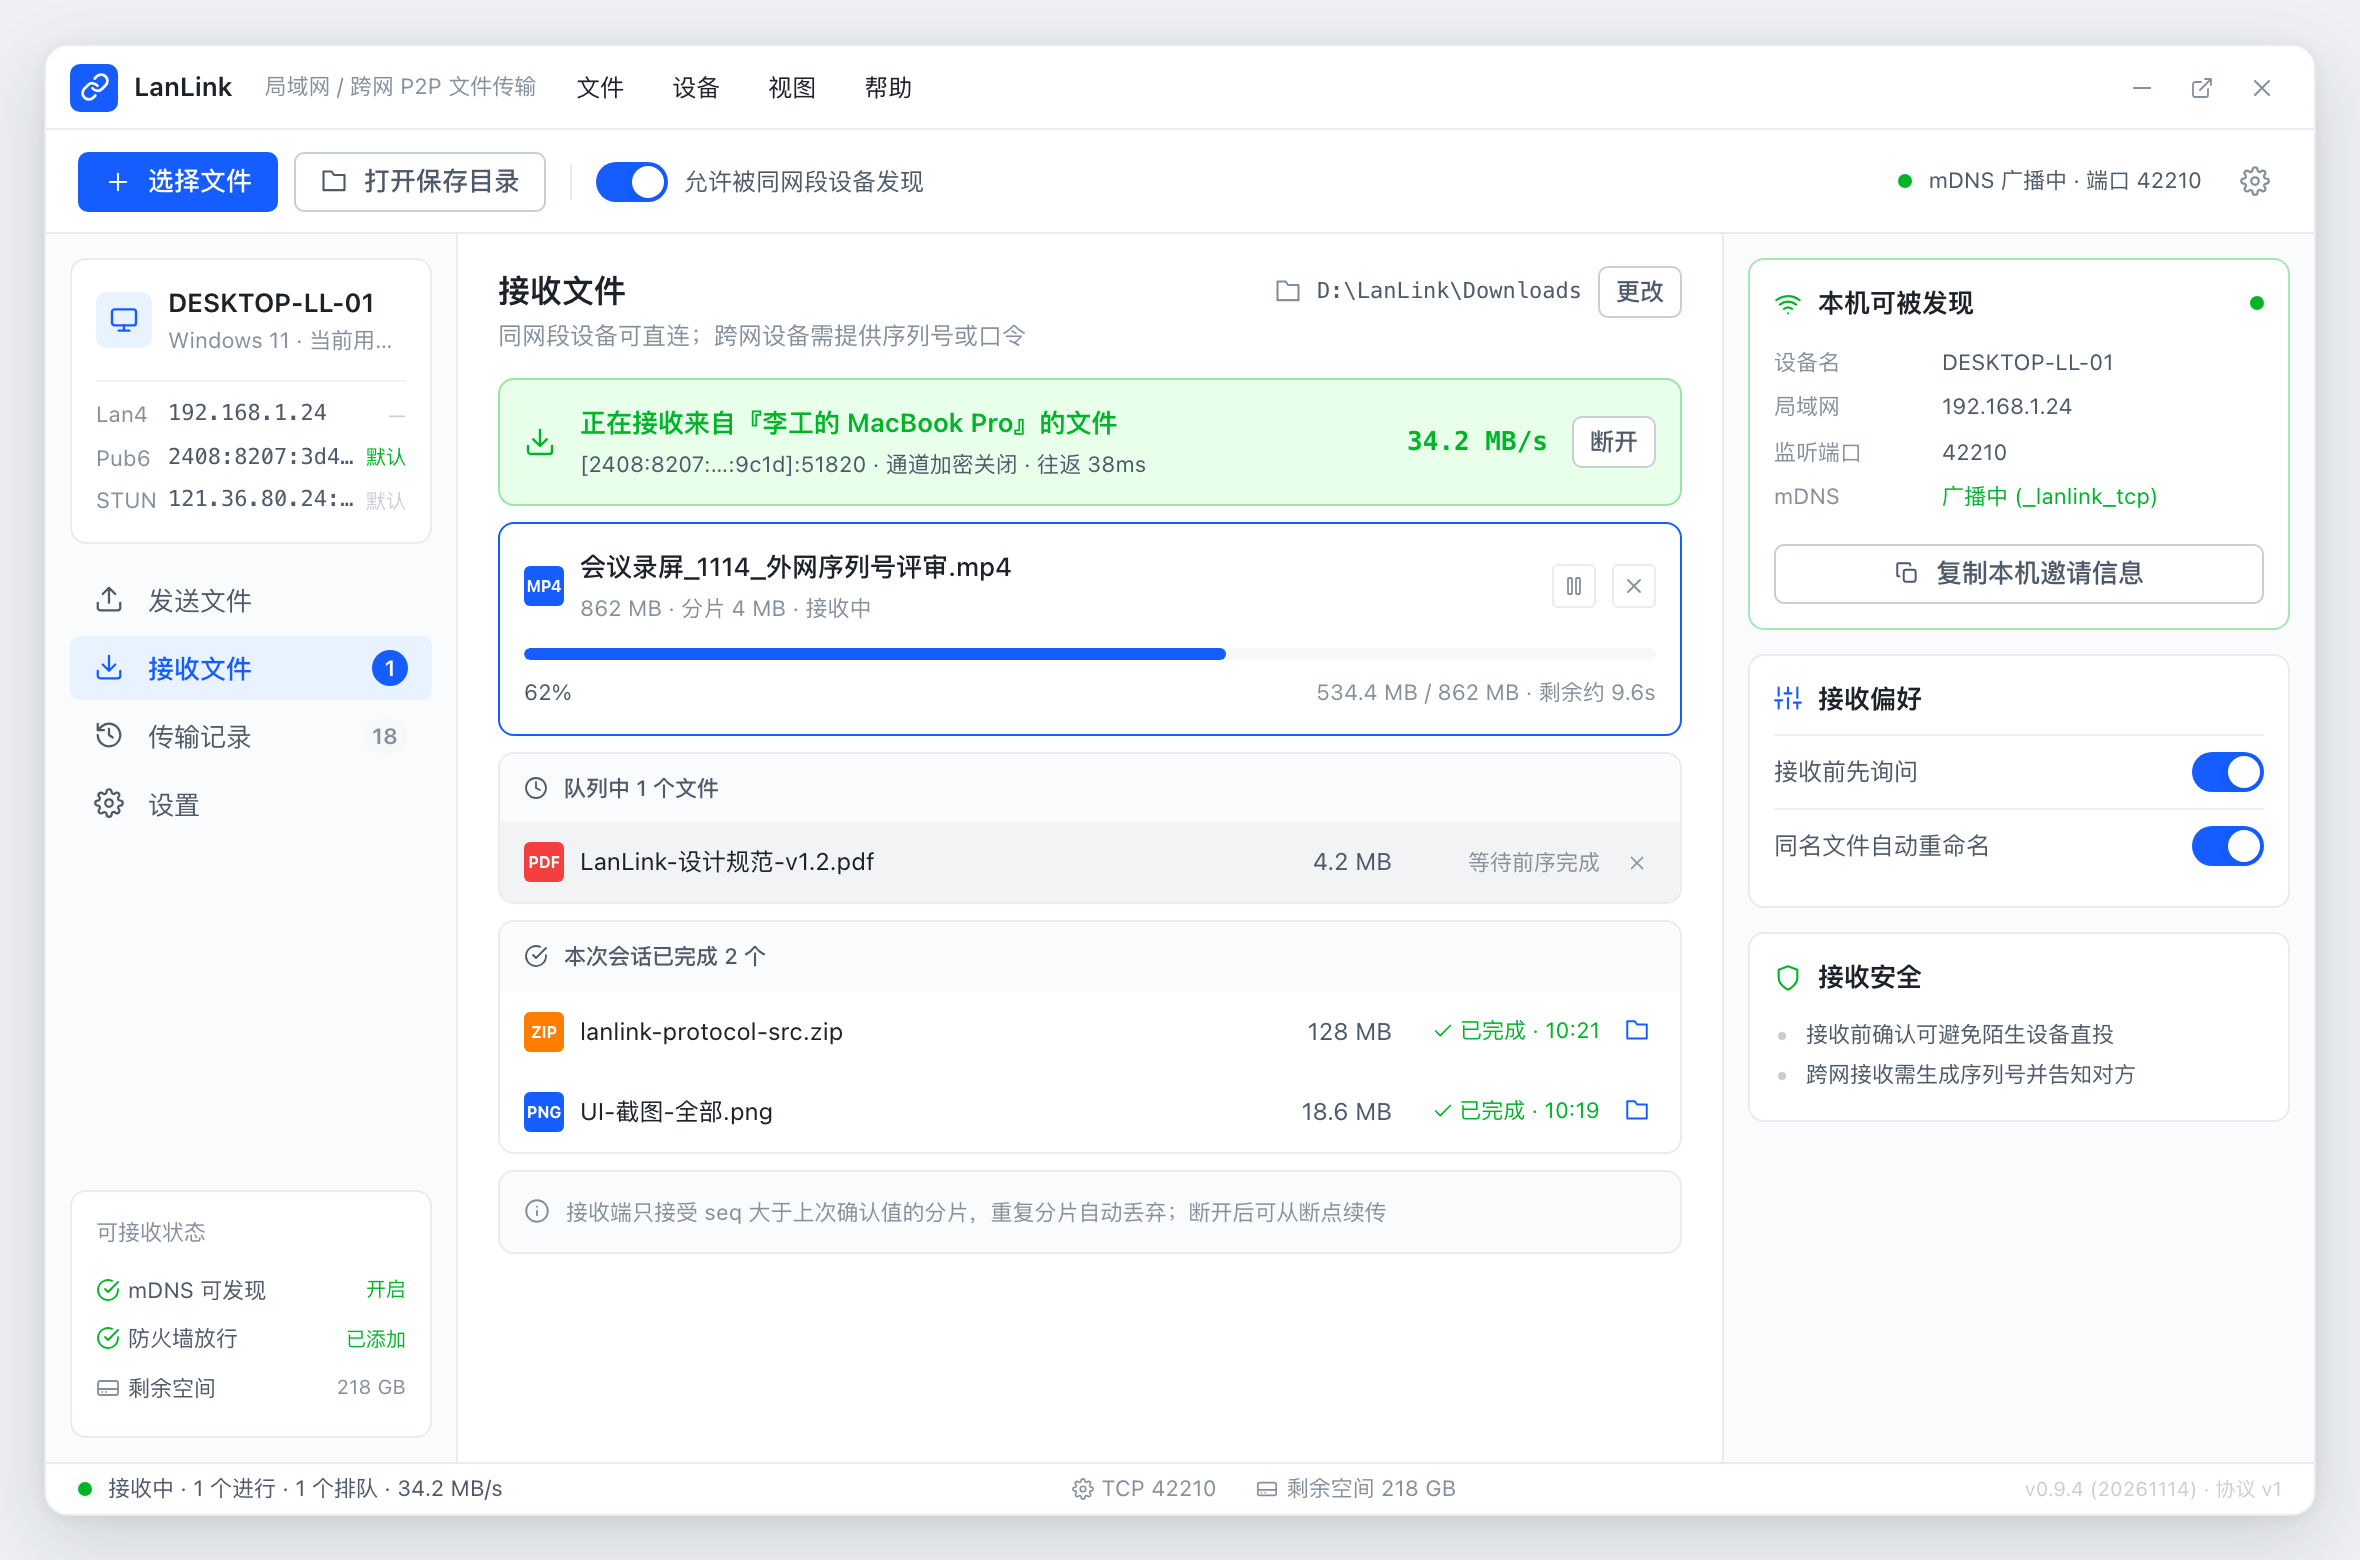 LanLink 局域网 / 跨网 P2P 文件传输 文件 设备 视图 帮助
选择文件 打开保存目录 允许被同网段设备发现 mDNS 广播中 · 端口 42210
DESKTOP-LL-01
Windows 11 · 当前用...
Lan4 192.168.1.24 —
Pub6 2408:8207:3d4… 默认
STUN 121.36.80.24:… 默认
发送文件
接收文件 1
传输记录 18
设置
可接收状态
mDNS 可发现 开启
防火墙放行 已添加
剩余空间 218 GB
接收文件
D:\LanLink\Downloads 更改
同网段设备可直连；跨网设备需提供序列号或口令
正在接收来自『李工的 MacBook Pro』的文件
[2408:8207:...:9c1d]:51820 · 通道加密关闭 · 往返 38ms
34.2 MB/s 断开
MP4 会议录屏_1114_外网序列号评审.mp4
862 MB · 分片 4 MB · 接收中
62% 534.4 MB / 862 MB · 剩余约 9.6s
队列中 1 个文件
PDF LanLink-设计规范-v1.2.pdf 4.2 MB 等待前序完成
本次会话已完成 2 个
ZIP lanlink-protocol-src.zip 128 MB 已完成 · 10:21
PNG UI-截图-全部.png 18.6 MB 已完成 · 10:19
接收端只接受 seq 大于上次确认值的分片，重复分片自动丢弃；断开后可从断点续传
本机可被发现
设备名 DESKTOP-LL-01
局域网 192.168.1.24
监听端口 42210
mDNS 广播中 (_lanlink_tcp)
复制本机邀请信息
接收偏好
接收前先询问
同名文件自动重命名
接收安全
接收前确认可避免陌生设备直投
跨网接收需生成序列号并告知对方
接收中 · 1 个进行 · 1 个排队 · 34.2 MB/s TCP 42210 剩余空间 218 GB v0.9.4 (20261114) · 协议 v1